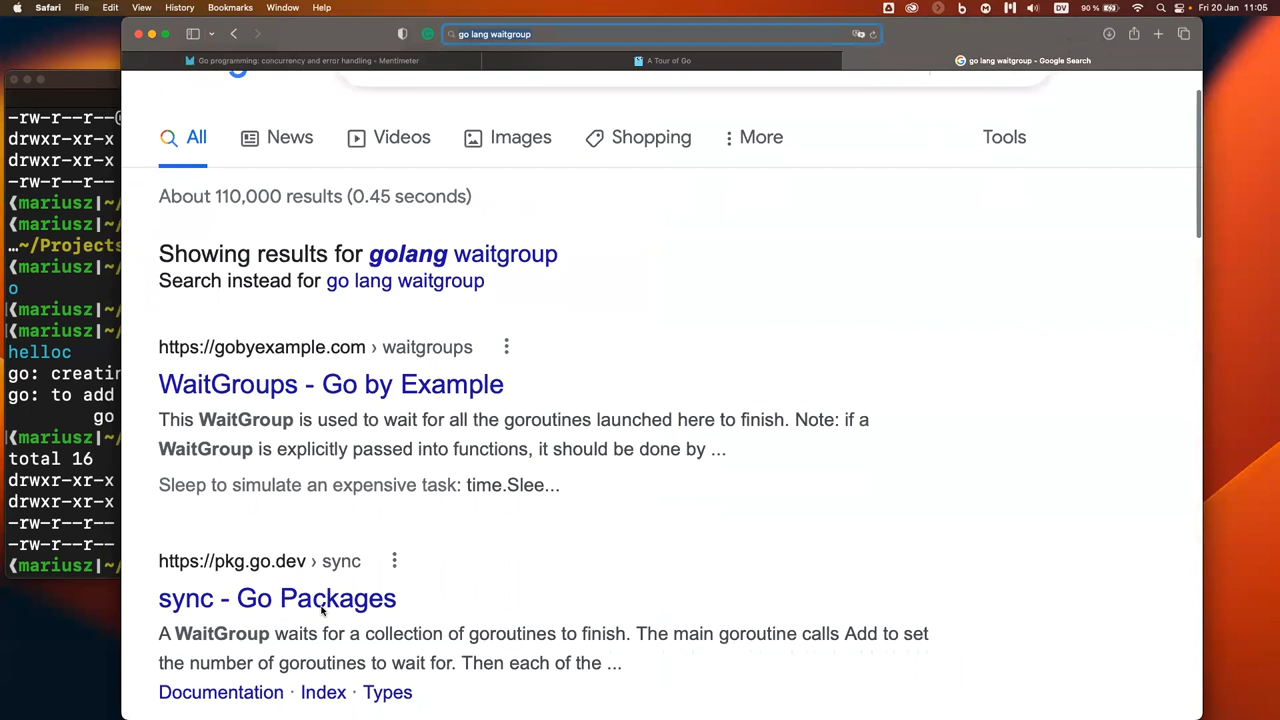 Safari File Edit View History Bookmarks Window Help DV 90 % Fri 20 Jan 11:05
go lang waitgroup
Go programming: concurrency and error handling - Mentimeter A Tour of Go go lang waitgroup - Google Search
All News Videos Images Shopping More Tools
About 110,000 results (0.45 seconds)
Showing results for golang waitgroup
Search instead for go lang waitgroup
https://gobyexample.com › waitgroups
WaitGroups - Go by Example
This WaitGroup is used to wait for all the goroutines launched here to finish. Note: if a
WaitGroup is explicitly passed into functions, it should be done by ...
Sleep to simulate an expensive task: time.Slee...
https://pkg.go.dev › sync
sync - Go Packages
A WaitGroup waits for a collection of goroutines to finish. The main goroutine calls Add to set
the number of goroutines to wait for. Then each of the ...
Documentation · Index · Types
-rw-r--r--@
drwxr-xr-x
drwxr-xr-x
-rw-r--r--
(mariusz|~/
(mariusz|~/
…~/Projects
(mariusz|~/
o
(mariusz|~/
(mariusz|~/
helloc
go: creatin
go: to add
go
(mariusz|~/
total 16
drwxr-xr-x
drwxr-xr-x
-rw-r--r--
-rw-r--r--
(mariusz|~/